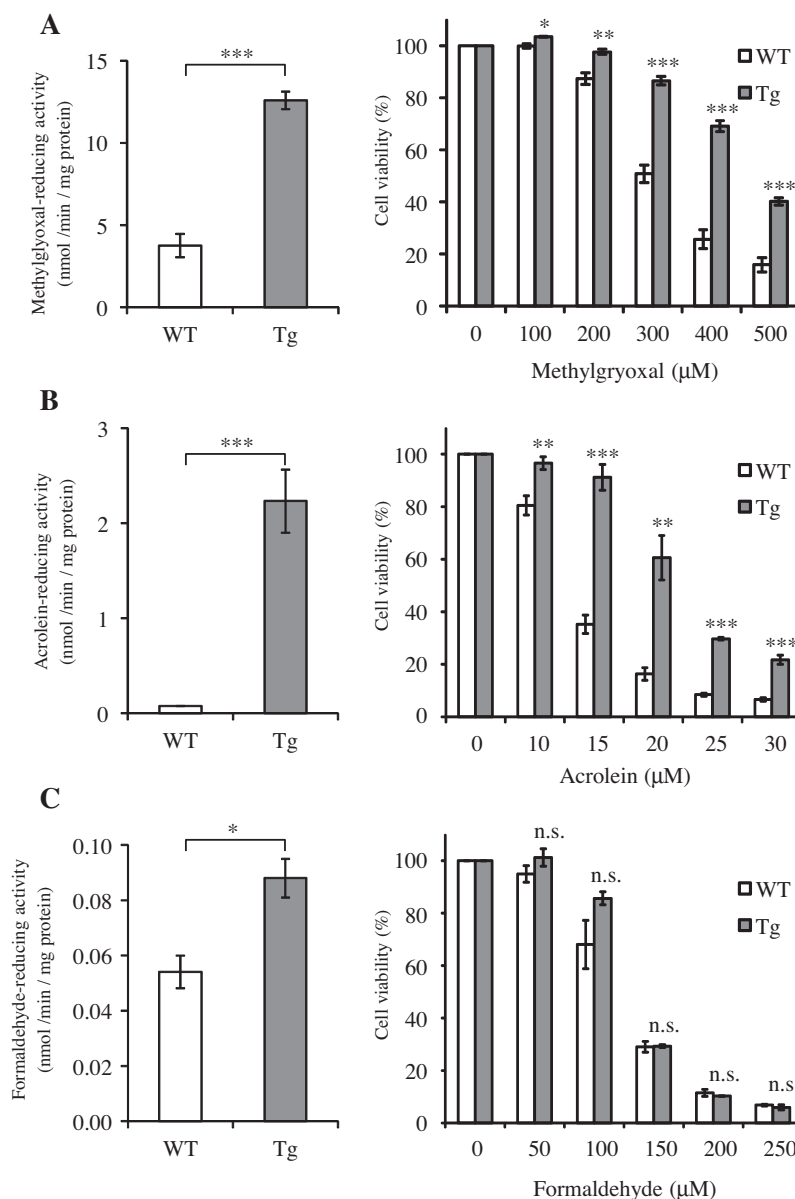 A
Methylglyoxal-reducing activity
(nmol /min / mg protein)
15
10
5
0
***
WT Tg
Cell viability (%)
100
80
60
40
20
0
* ** *** *** ***
WT
Tg
0 100 200 300 400 500
Methylgryoxal (μM)
B
Acrolein-reducing activity
(nmol /min / mg protein)
3
2
1
0
***
WT Tg
Cell viability (%)
100
80
60
40
20
0
** *** ** *** ***
WT
Tg
0 10 15 20 25 30
Acrolein (μM)
C
Formaldehyde-reducing activity
(nmol /min / mg protein)
0.10
0.08
0.06
0.04
0.02
0.00
*
WT Tg
Cell viability (%)
100
80
60
40
20
0
n.s. n.s. n.s. n.s. n.s
WT
Tg
0 50 100 150 200 250
Formaldehyde (μM)